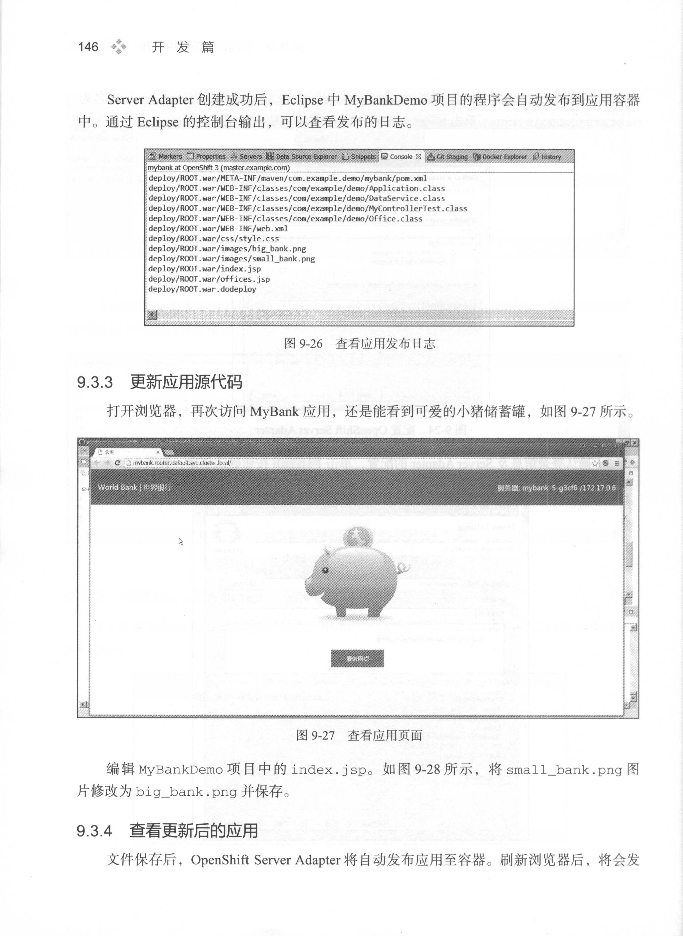 146 开 发 篇
Server Adapter 创建成功后，Eclipse 中 MyBankDemo 项目的程序会自动发布到应用容器
中。通过 Eclipse 的控制台输出，可以查看发布的日志。
Markers Properties Servers Data Source Explorer Snippets Console Git Staging Docker Explorer History
mybank at OpenShift 3 (master.example.com)
deploy/ROOT.war/META-INF/maven/com.example.demo/mybank/pom.xml
deploy/ROOT.war/WEB-INF/classes/com/example/demo/Application.class
deploy/ROOT.war/WEB-INF/classes/com/example/demo/DataService.class
deploy/ROOT.war/WEB-INF/classes/com/example/demo/MyControllerTest.class
deploy/ROOT.war/WEB-INF/classes/com/example/demo/Office.class
deploy/ROOT.war/WEB-INF/web.xml
deploy/ROOT.war/css/style.css
deploy/ROOT.war/images/big_bank.png
deploy/ROOT.war/images/small_bank.png
deploy/ROOT.war/index.jsp
deploy/ROOT.war/offices.jsp
deploy/ROOT.war.dodeploy
图 9-26 查看应用发布日志
9.3.3 更新应用源代码
打开浏览器，再次访问 MyBank 应用，还是能看到可爱的小猪储蓄罐，如图 9-27 所示。
mybank.router.default.svc.cluster.local/
World Bank | 世界银行 服务器: mybank-5-g3cf6 /172.17.0.6
图 9-27 查看应用页面
编辑 MyBankDemo 项目中的 index.jsp。如图 9-28 所示，将 small_bank.png 图
片修改为 big_bank.png 并保存。
9.3.4 查看更新后的应用
文件保存后，OpenShift Server Adapter 将自动发布应用至容器。刷新浏览器后，将会发